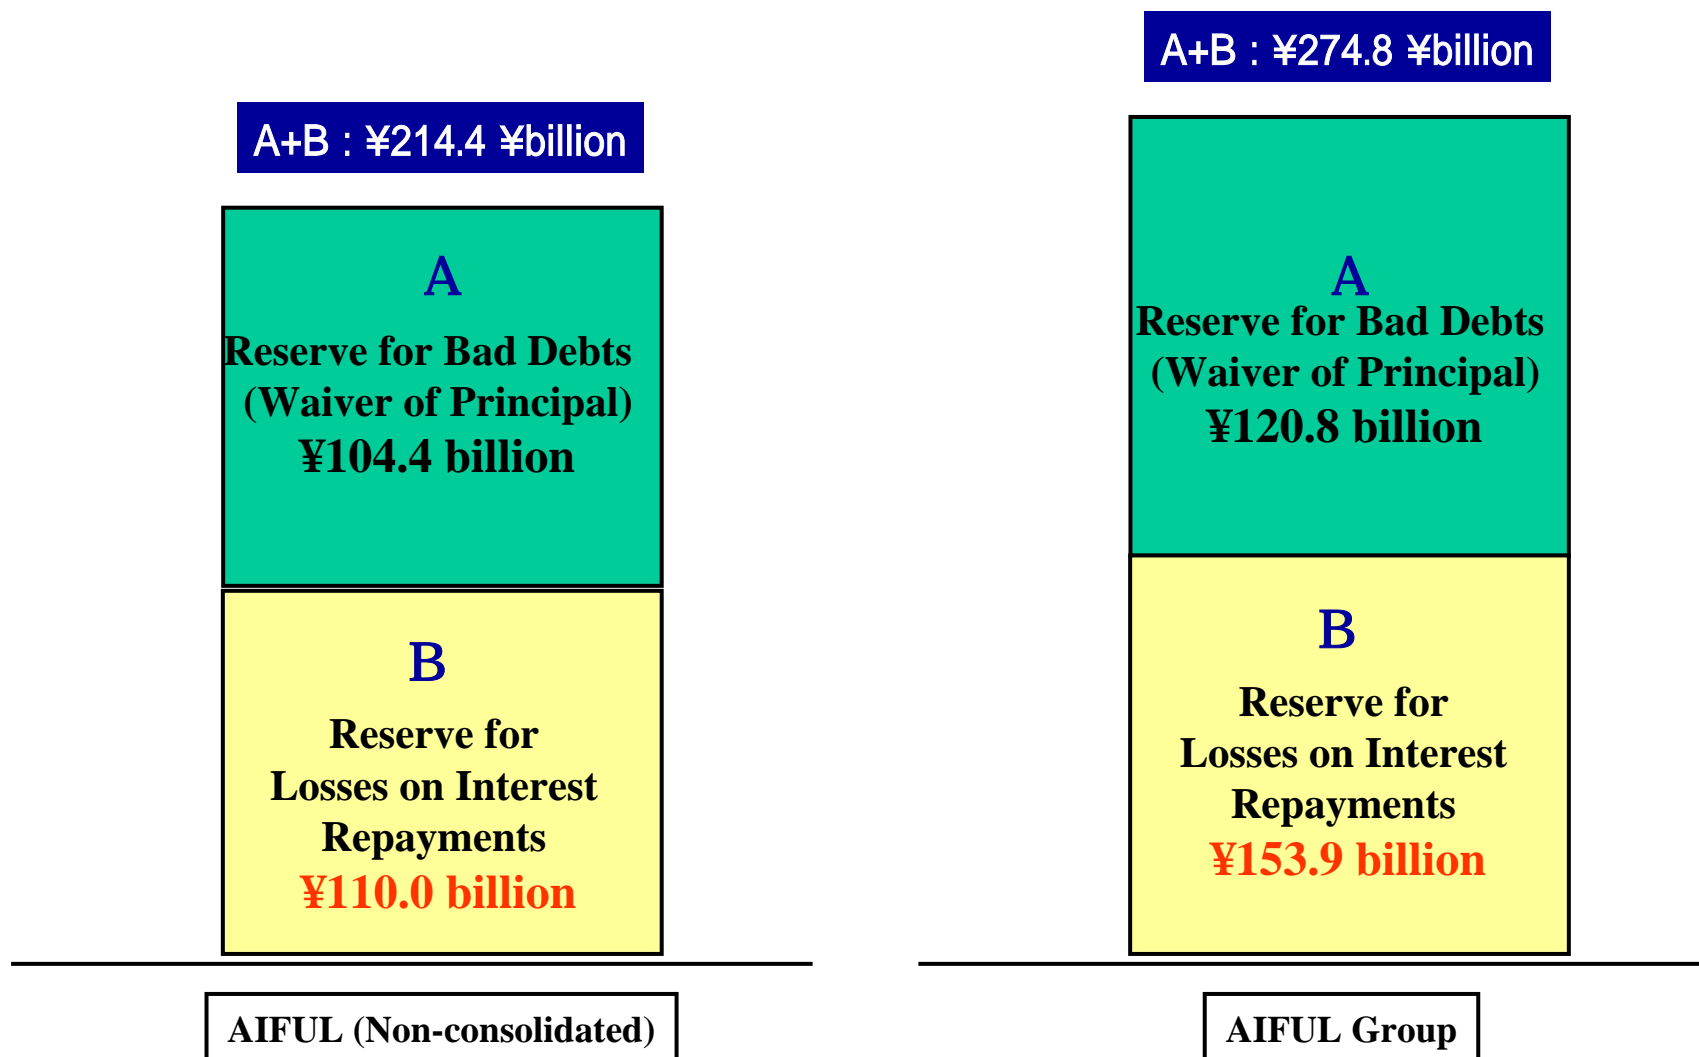 A+B : ¥214.4 ¥billion
A
Reserve for Bad Debts
(Waiver of Principal)
¥104.4 billion
B
Reserve for
Losses on Interest
Repayments
¥110.0 billion
AIFUL (Non-consolidated)
A+B : ¥274.8 ¥billion
A
Reserve for Bad Debts
(Waiver of Principal)
¥120.8 billion
B
Reserve for
Losses on Interest
Repayments
¥153.9 billion
AIFUL Group